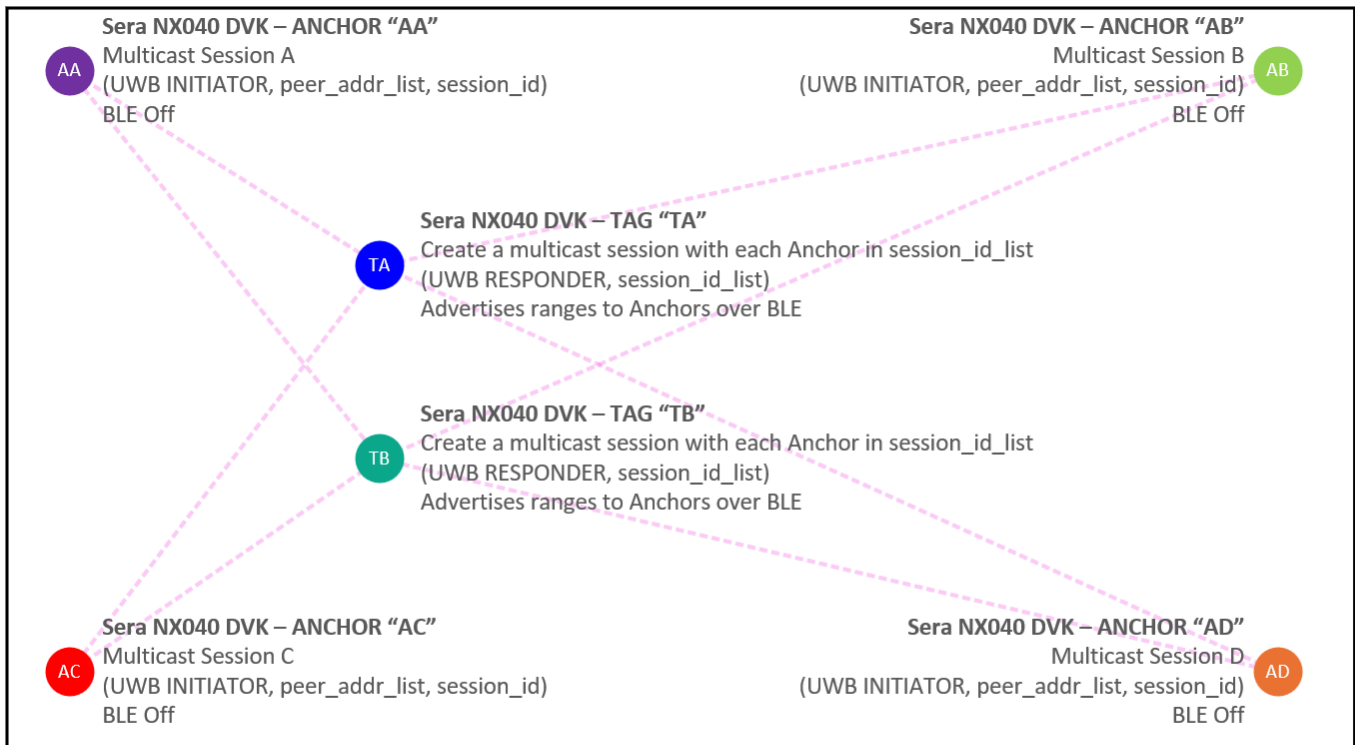 Sera NX040 DVK – ANCHOR “AA”
AA
Multicast Session A
(UWB INITIATOR, peer_addr_list, session_id)
BLE Off
Sera NX040 DVK – ANCHOR “AB”
Multicast Session B
AB
(UWB INITIATOR, peer_addr_list, session_id)
BLE Off
Sera NX040 DVK – TAG “TA”
Create a multicast session with each Anchor in session_id_list
TA
(UWB RESPONDER, session_id_list)
Advertises ranges to Anchors over BLE
Sera NX040 DVK – TAG “TB”
Create a multicast session with each Anchor in session_id_list
TB
(UWB RESPONDER, session_id_list)
Advertises ranges to Anchors over BLE
Sera NX040 DVK – ANCHOR “AC”
Multicast Session C
AC
(UWB INITIATOR, peer_addr_list, session_id)
BLE Off
Sera NX040 DVK – ANCHOR “AD”
Multicast Session D
AD
(UWB INITIATOR, peer_addr_list, session_id)
BLE Off